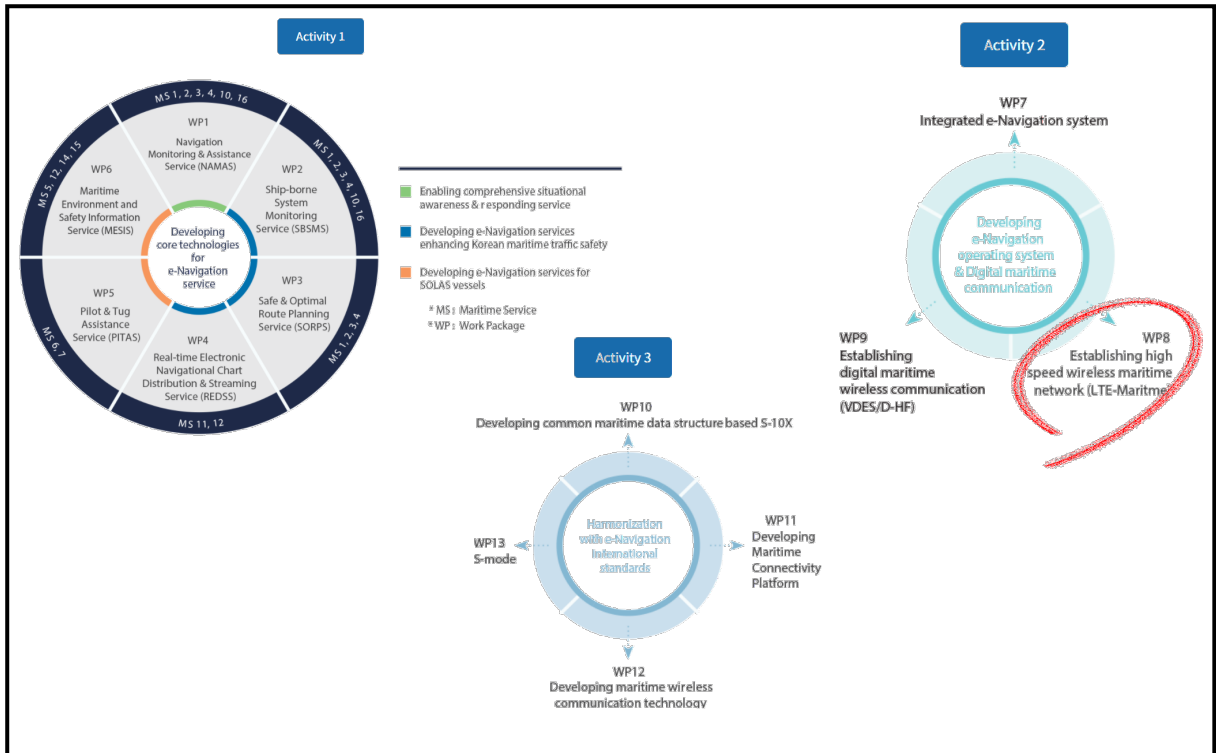 Activity 1
MS 1, 2, 3, 4, 10, 16
WP1
Navigation
Monitoring & Assistance
Service (NAMAS)
MS 1, 2, 3, 4, 10, 16
WP2
Ship-borne
System
Monitoring
Service (SBSMS)
MS 1, 2, 3, 4
WP3
Safe & Optimal
Route Planning
Service (SORPS)
MS 11, 12
WP4
Real-time Electronic
Navigational Chart
Distribution & Streaming
Service (REDSS)
MS 6, 7
WP5
Pilot & Tug
Assistance
Service (PITAS)
MS 5, 12, 14, 15
WP6
Maritime
Environment and
Safety Information
Service (MESIS)
Developing
core technologies
for
e-Navigation
service
Enabling comprehensive situational
awareness & responding service
Developing e-Navigation services
enhancing Korean maritime traffic safety
Developing e-Navigation services for
SOLAS vessels
* MS : Maritime Service
* WP : Work Package
Activity 2
WP7
Integrated e-Navigation system
Developing
e-Navigation
operating system
& Digital maritime
communication
WP9
Establishing
digital maritime
wireless communication
(VDES/D-HF)
WP8
Establishing high
speed wireless maritime
network (LTE-Maritme)
Activity 3
WP10
Developing common maritime data structure based S-10X
Harmonization
with e-Navigation
International
standards
WP13
S-mode
WP11
Developing
Maritime
Connectivity
Platform
WP12
Developing maritime wireless
communication technology